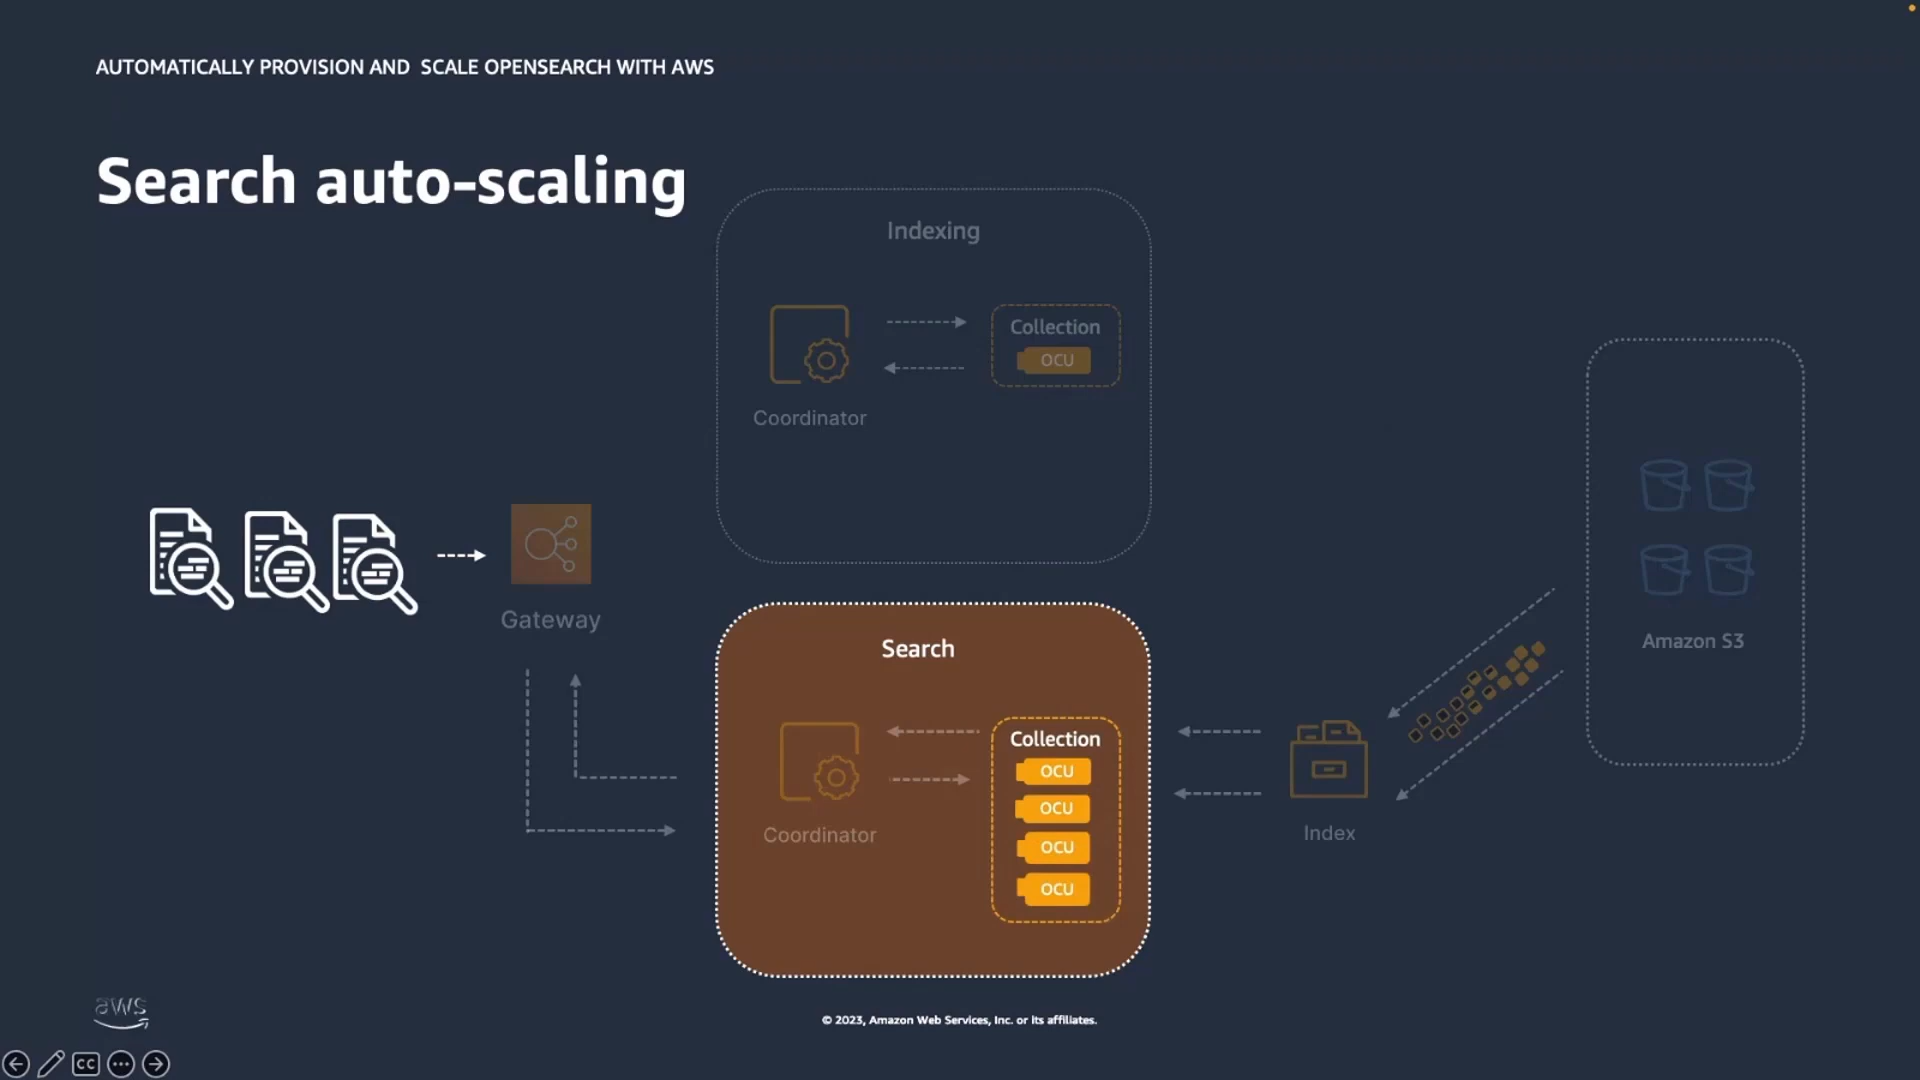 AUTOMATICALLY PROVISION AND SCALE OPENSEARCH WITH AWS
Search auto-scaling
Indexing
Collection
OCU
Coordinator
Gateway
Search
Collection
OCU
OCU
OCU
OCU
Coordinator
Index
Amazon S3
aws
© 2023, Amazon Web Services, Inc. or its affiliates.
CC